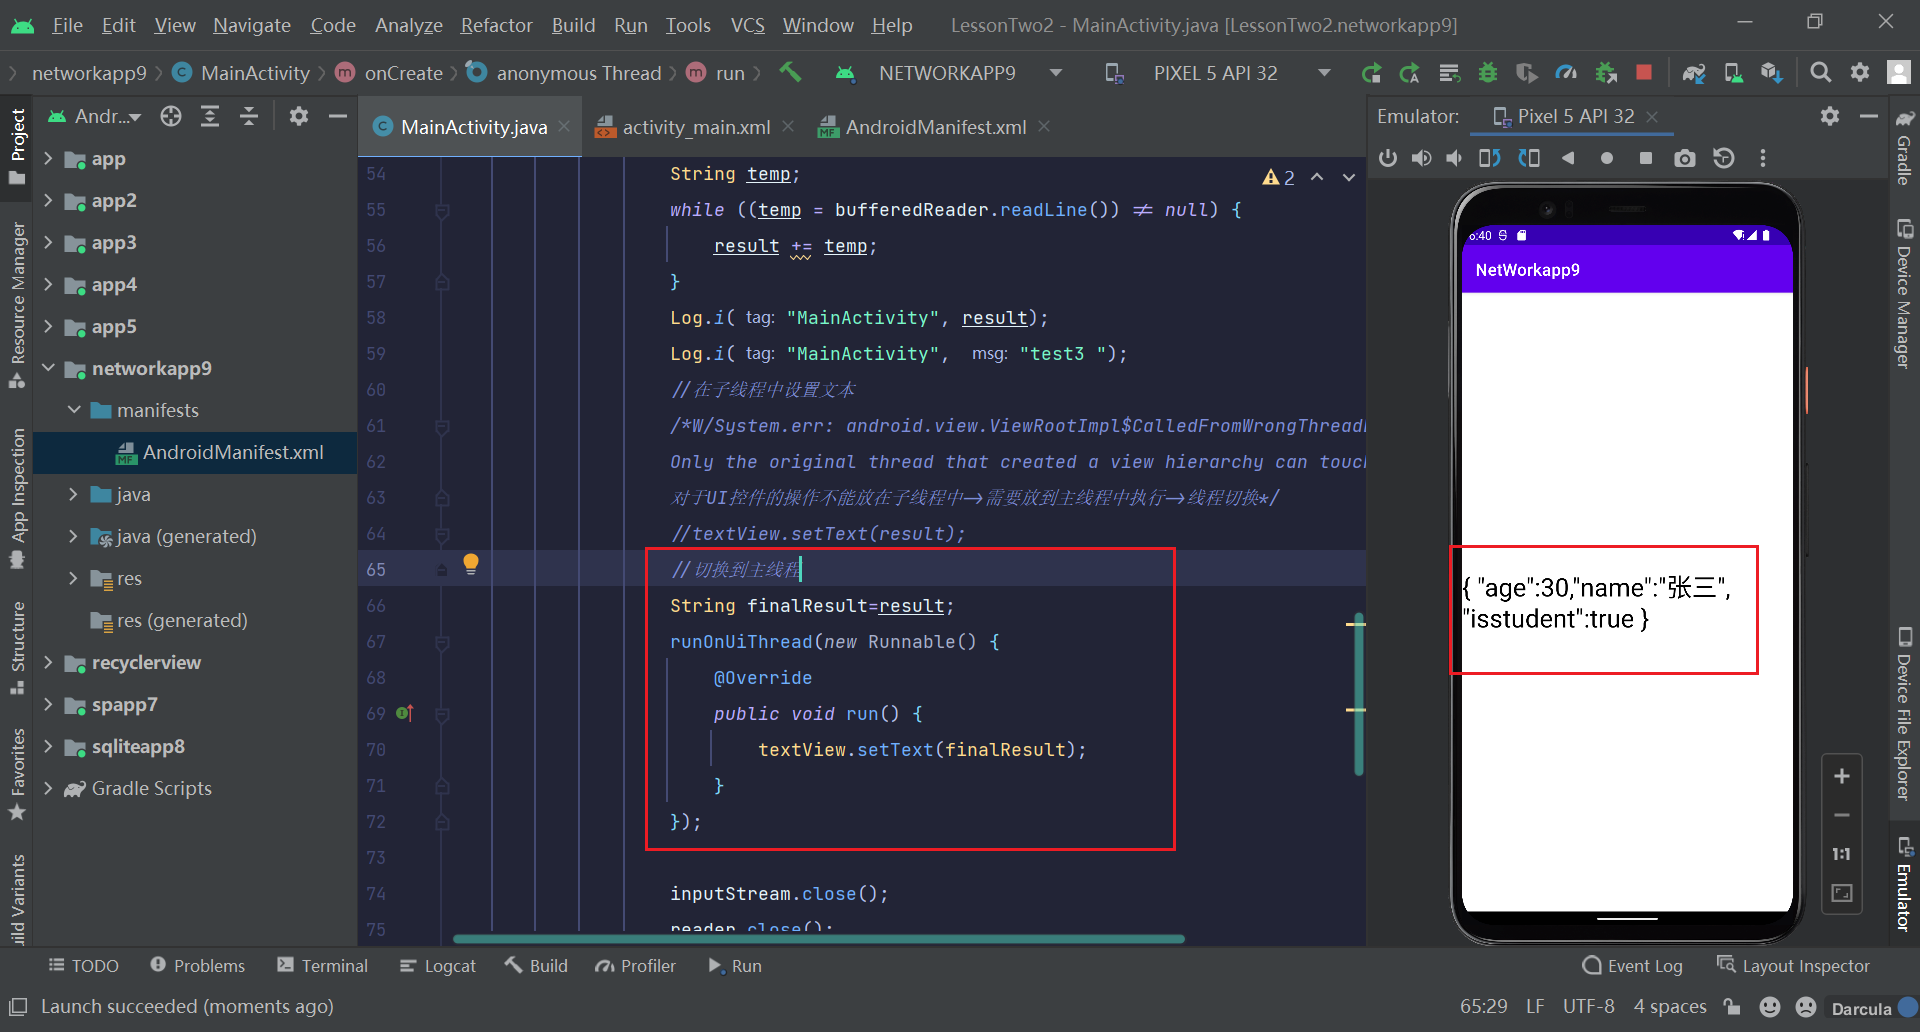 File Edit View Navigate Code Analyze Refactor Build Run Tools VCS Window Help LessonTwo2 - MainActivity.java [LessonTwo2.networkapp9]
networkapp9 MainActivity onCreate anonymous Thread run NETWORKAPP9 PIXEL 5 API 32
Project
Resource Manager
App Inspection
Structure
Favorites
Andr...
app
app2
app3
app4
app5
networkapp9
manifests
AndroidManifest.xml
java
java (generated)
res
res (generated)
recyclerview
spapp7
sqliteapp8
Gradle Scripts
MainActivity.java activity_main.xml AndroidManifest.xml
2
54 String temp;
55 while ((temp = bufferedReader.readLine()) != null) {
56 result += temp;
57 }
58 Log.i( tag: "MainActivity", result);
59 Log.i( tag: "MainActivity", msg: "test3 ");
60 //在子线程中设置文本
61 /*W/System.err: android.view.ViewRootImpl$CalledFromWrongThread
62 Only the original thread that created a view hierarchy can touch
63 对于UI控件的操作不能放在子线程中->需要放到主线程中执行->线程切换*/
64 //textView.setText(result);
65 //切换到主线程
66 String finalResult=result;
67 runOnUiThread(new Runnable() {
68 @Override
69 public void run() {
70 textView.setText(finalResult);
71 }
72 });
73
74 inputStream.close();
75 reader.close();
Emulator: Pixel 5 API 32
6:40
NetWorkapp9
{ "age":30,"name":"张三",
"isstudent":true }
1:1
Gradle
Device Manager
Device File Explorer
Emulator
TODO Problems Terminal Logcat Build Profiler Run Event Log Layout Inspector
Launch succeeded (moments ago) 65:29 LF UTF-8 4 spaces Darcula